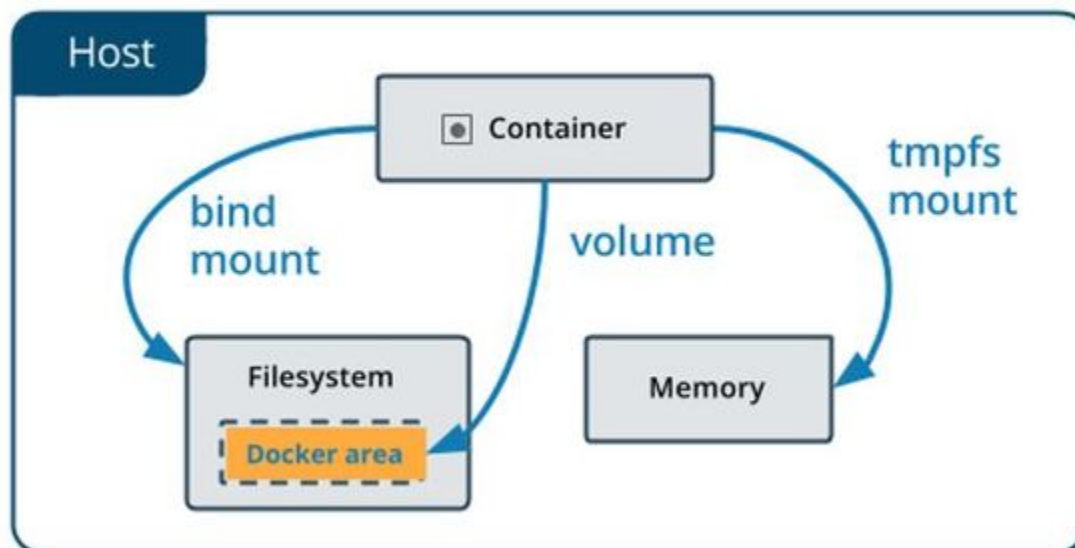 Host
Container
bind
mount
volume
tmpfs
mount
Filesystem
Docker area
Memory